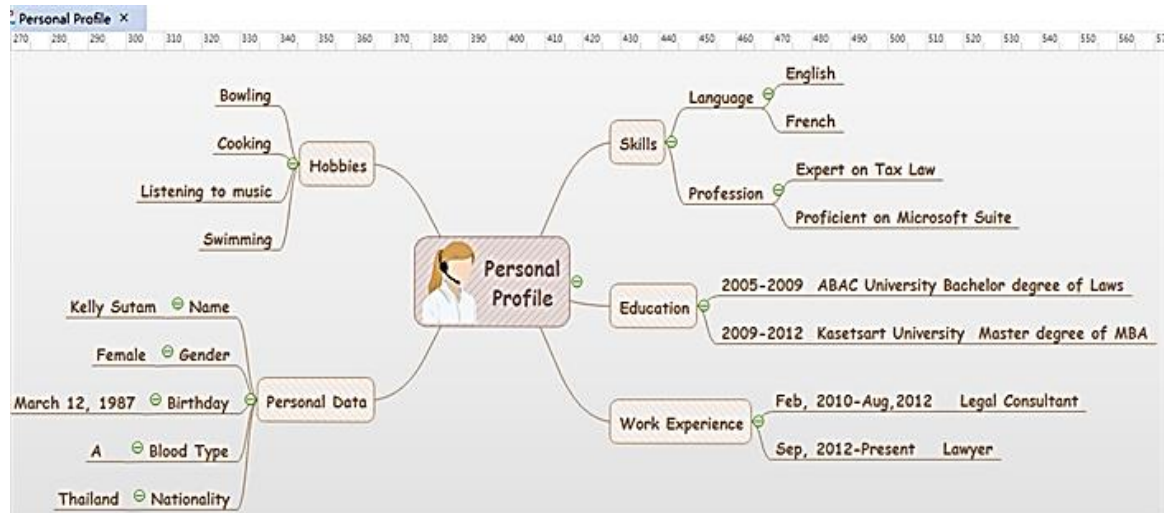 Personal Profile ×
270 280 290 300 310 320 330 340 350 360 370 380 390 400 410 420 430 440 450 460 470 480 490 500 510 520 530 540 550 560
Bowling
Cooking
Listening to music
Swimming
Hobbies
Kelly Sutam Name
Female Gender
March 12, 1987 Birthday
A Blood Type
Thailand Nationality
Personal Data
Personal
Profile
Skills
Language
English
French
Profession
Expert on Tax Law
Proficient on Microsoft Suite
Education
2005-2009 ABAC University Bachelor degree of Laws
2009-2012 Kasetsart University Master degree of MBA
Work Experience
Feb, 2010-Aug,2012 Legal Consultant
Sep, 2012-Present Lawyer